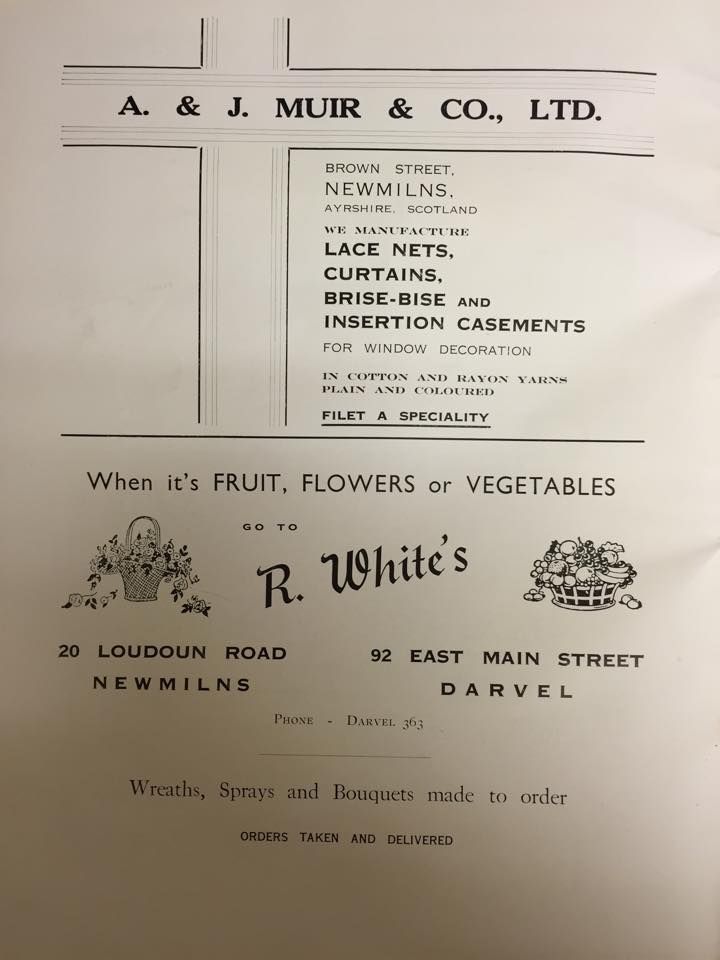 A. & J. MUIR & CO., LTD.
BROWN STREET,
NEWMILNS,
AYRSHIRE, SCOTLAND
WE MANUFACTURE
LACE NETS,
CURTAINS,
BRISE-BISE AND
INSERTION CASEMENTS
FOR WINDOW DECORATION
IN COTTON AND RAYON YARNS
PLAIN AND COLOURED
FILET A SPECIALITY
When it's FRUIT, FLOWERS or VEGETABLES
GO TO
R. White's
20 LOUDOUN ROAD
NEWMILNS
92 EAST MAIN STREET
DARVEL
PHONE - DARVEL 363
Wreaths, Sprays and Bouquets made to order
ORDERS TAKEN AND DELIVERED